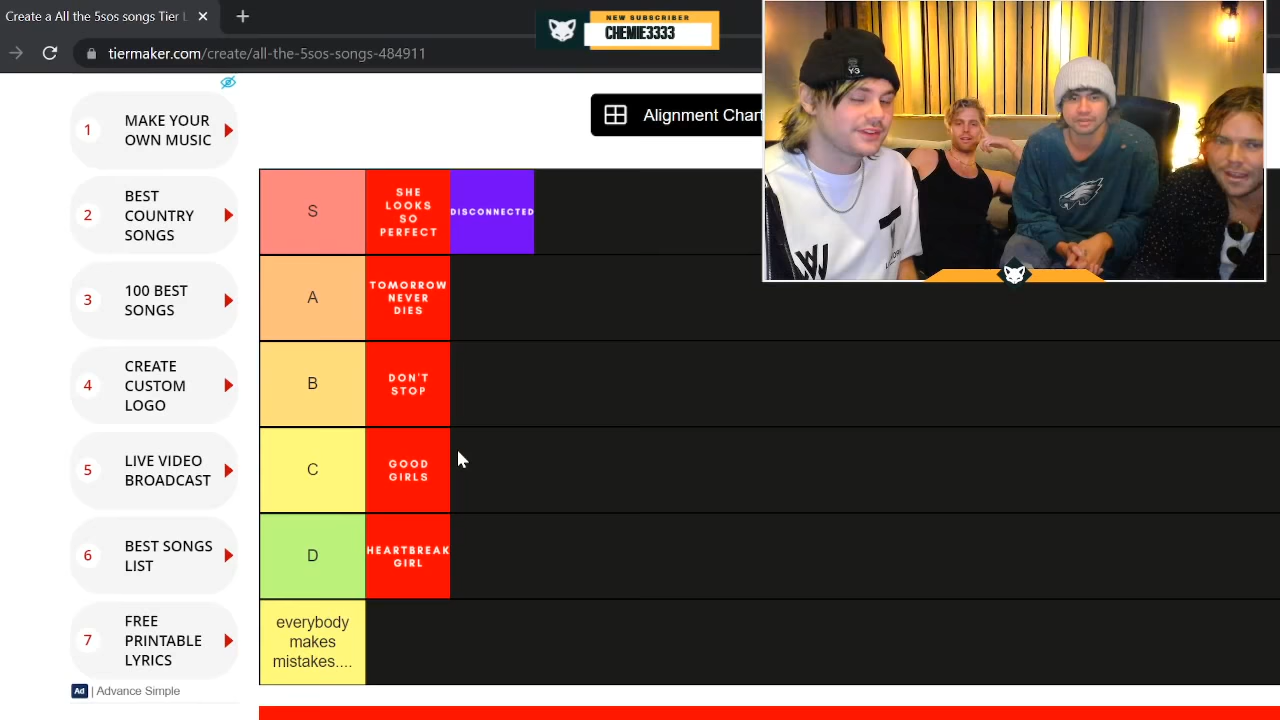 Create a All the 5sos songs Tier L
NEW SUBSCRIBER
CHEMIE3333
tiermaker.com/create/all-the-5sos-songs-484911
1
MAKE YOUR
OWN MUSIC
2
BEST
COUNTRY
SONGS
3
100 BEST
SONGS
4
CREATE
CUSTOM
LOGO
5
LIVE VIDEO
BROADCAST
6
BEST SONGS
LIST
7
FREE
PRINTABLE
LYRICS
Ad | Advance Simple
Alignment Chart
S
SHE
LOOKS
SO
PERFECT
DISCONNECTED
A
TOMORROW
NEVER
DIES
B
DON'T
STOP
C
GOOD
GIRLS
D
HEARTBREAK
GIRL
everybody
makes
mistakes....
Y-3